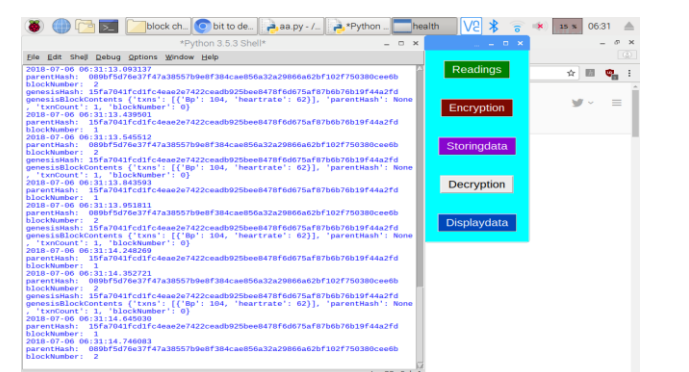 block ch...
bit to de...
aa.py - /..
*Python ...
health
15 %
06:31
*Python 3.5.3 Shell*
File Edit Shell Debug Options Window Help
2018-07-06 06:31:13.093137
parentHash: 089bf5d76e37f47a38557b9e8f384cae856a32a29866a62bf102f750380cee6b
blockNumber: 2
genesisHash: 15fa7041fcd1fc4eae2e7422ceadb925bee8478f6d675af87b6b76b19f44a2fd
genesisBlockContents {'txns': [{'Bp': 104, 'heartrate': 62}], 'parentHash': None
, 'txnCount': 1, 'blockNumber': 0}
2018-07-06 06:31:13.439501
parentHash: 15fa7041fcd1fc4eae2e7422ceadb925bee8478f6d675af87b6b76b19f44a2fd
blockNumber: 1
2018-07-06 06:31:13.545512
parentHash: 089bf5d76e37f47a38557b9e8f384cae856a32a29866a62bf102f750380cee6b
blockNumber: 2
genesisHash: 15fa7041fcd1fc4eae2e7422ceadb925bee8478f6d675af87b6b76b19f44a2fd
genesisBlockContents {'txns': [{'Bp': 104, 'heartrate': 62}], 'parentHash': None
, 'txnCount': 1, 'blockNumber': 0}
2018-07-06 06:31:13.843593
parentHash: 15fa7041fcd1fc4eae2e7422ceadb925bee8478f6d675af87b6b76b19f44a2fd
blockNumber: 1
2018-07-06 06:31:13.951811
parentHash: 089bf5d76e37f47a38557b9e8f384cae856a32a29866a62bf102f750380cee6b
blockNumber: 2
genesisHash: 15fa7041fcd1fc4eae2e7422ceadb925bee8478f6d675af87b6b76b19f44a2fd
genesisBlockContents {'txns': [{'Bp': 104, 'heartrate': 62}], 'parentHash': None
, 'txnCount': 1, 'blockNumber': 0}
2018-07-06 06:31:14.248269
parentHash: 15fa7041fcd1fc4eae2e7422ceadb925bee8478f6d675af87b6b76b19f44a2fd
blockNumber: 1
2018-07-06 06:31:14.352721
parentHash: 089bf5d76e37f47a38557b9e8f384cae856a32a29866a62bf102f750380cee6b
blockNumber: 2
genesisHash: 15fa7041fcd1fc4eae2e7422ceadb925bee8478f6d675af87b6b76b19f44a2fd
genesisBlockContents {'txns': [{'Bp': 104, 'heartrate': 62}], 'parentHash': None
, 'txnCount': 1, 'blockNumber': 0}
2018-07-06 06:31:14.645030
parentHash: 15fa7041fcd1fc4eae2e7422ceadb925bee8478f6d675af87b6b76b19f44a2fd
blockNumber: 1
2018-07-06 06:31:14.746083
parentHash: 089bf5d76e37f47a38557b9e8f384cae856a32a29866a62bf102f750380cee6b
blockNumber: 2
Readings
Encryption
Storingdata
Decryption
Displaydata